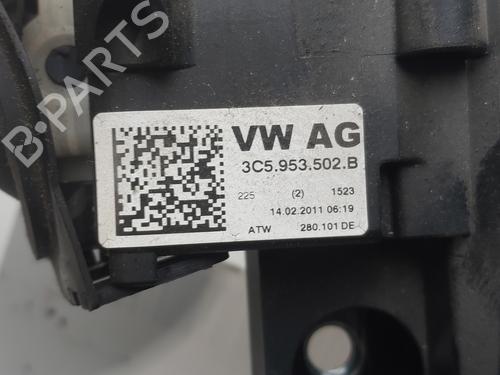 B-PARTS
VW AG
3C5.953.502.B
225 (2) 1523
14.02.2011 06:19
ATW 280.101 DE